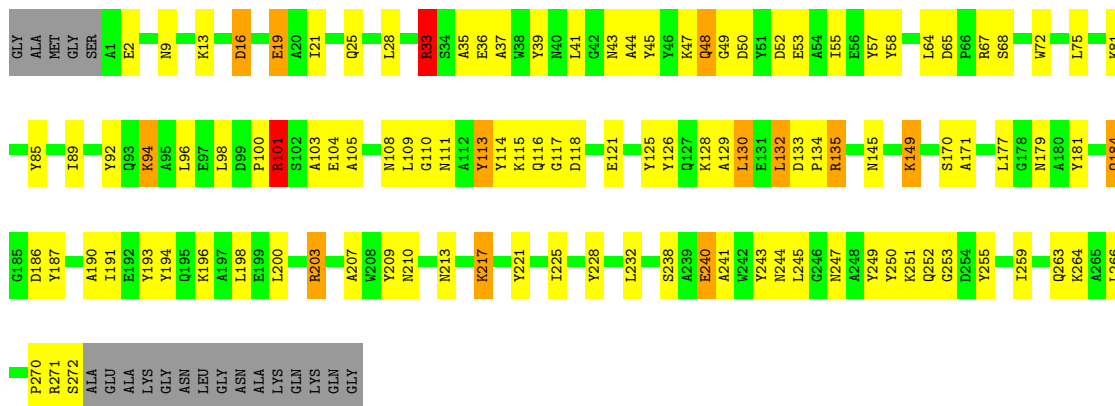 GLY ALA MET GLY SER A1 E2 N9 K13 D16 E19 A20 I21 Q25 L28 R33 S34 A35 E36 A37 W38 Y39 N40 L41 G42 N43 A44 Y45 Y46 K47 Q48 G49 D50 Y51 D52 E53 A54 I55 E56 Y57 Y58 L64 D65 P66 R67 S68 W72 L75 K81
Y85 I89 Y92 Q93 K94 A95 L96 E97 L98 D99 P100 R101 S102 A103 E104 A105 N108 L109 G110 N111 A112 Y113 Y114 K115 Q116 G117 D118 E121 Y125 Y126 Q127 K128 A129 L130 E131 L132 D133 P134 R135 N145 K149 S170 A171 L177 G178 N179 A180 Y181 Q184
G185 D186 Y187 A190 I191 E192 Y193 Y194 Q195 K196 A197 L198 E199 L200 R203 A207 W208 Y209 N210 N213 K217 Y221 I225 Y228 L232 S238 A239 E240 A241 W242 Y243 N244 L245 G246 N247 A248 Y249 Y250 K251 Q252 G253 D254 Y255 I259 Q263 K264 A265 L266
P270 R271 S272 ALA GLU ALA LYS GLY ASN LEU ASN ALA LYS GLN LYS GLN GLY